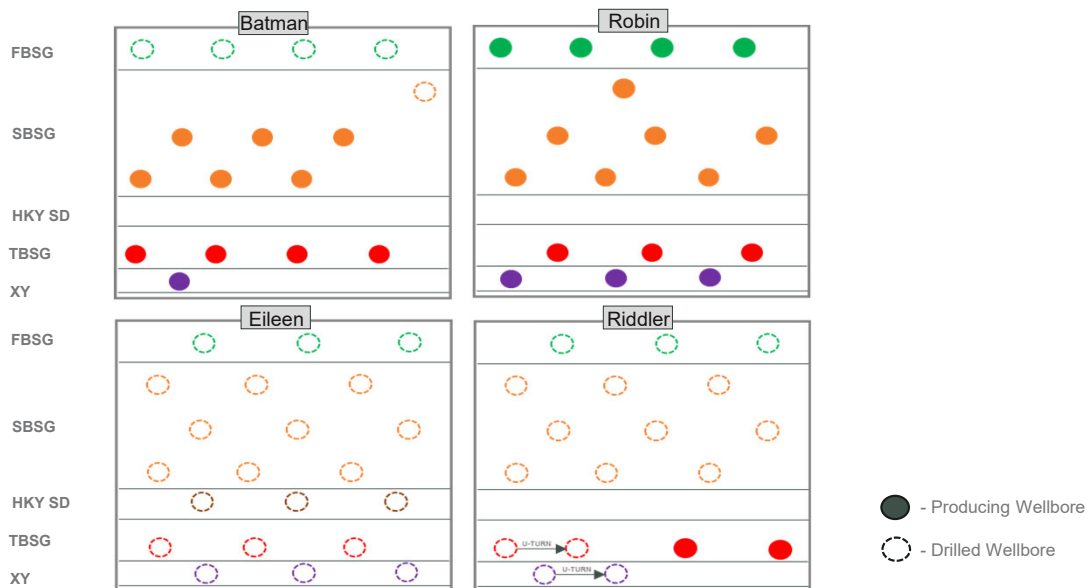 Batman
Robin
FBSG
SBSG
HKY SD
TBSG
XY
Eileen
Riddler
FBSG
SBSG
HKY SD
- Producing Wellbore
TBSG
U-TURN
- Drilled Wellbore
XY
U-TURN